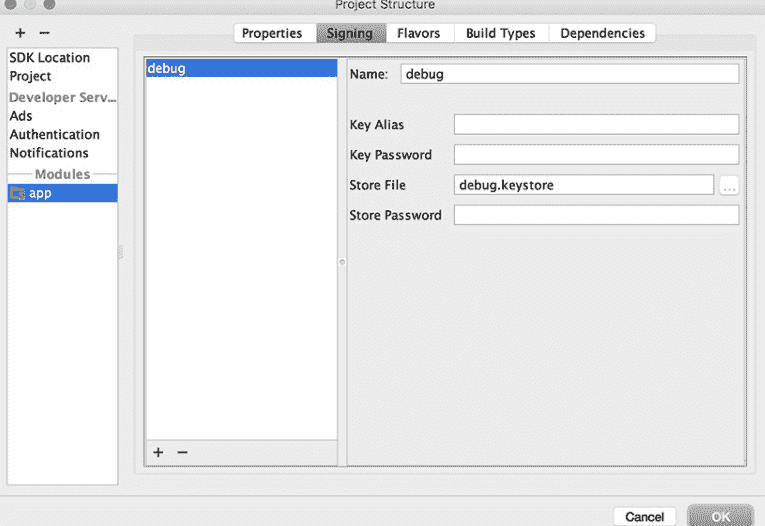 Project Structure
+ −
SDK Location
Project
Developer Serv...
Ads
Authentication
Notifications
Modules
app
Properties
Signing
Flavors
Build Types
Dependencies
debug
+ −
Name: debug
Key Alias
Key Password
Store File debug.keystore ...
Store Password
Cancel
OK